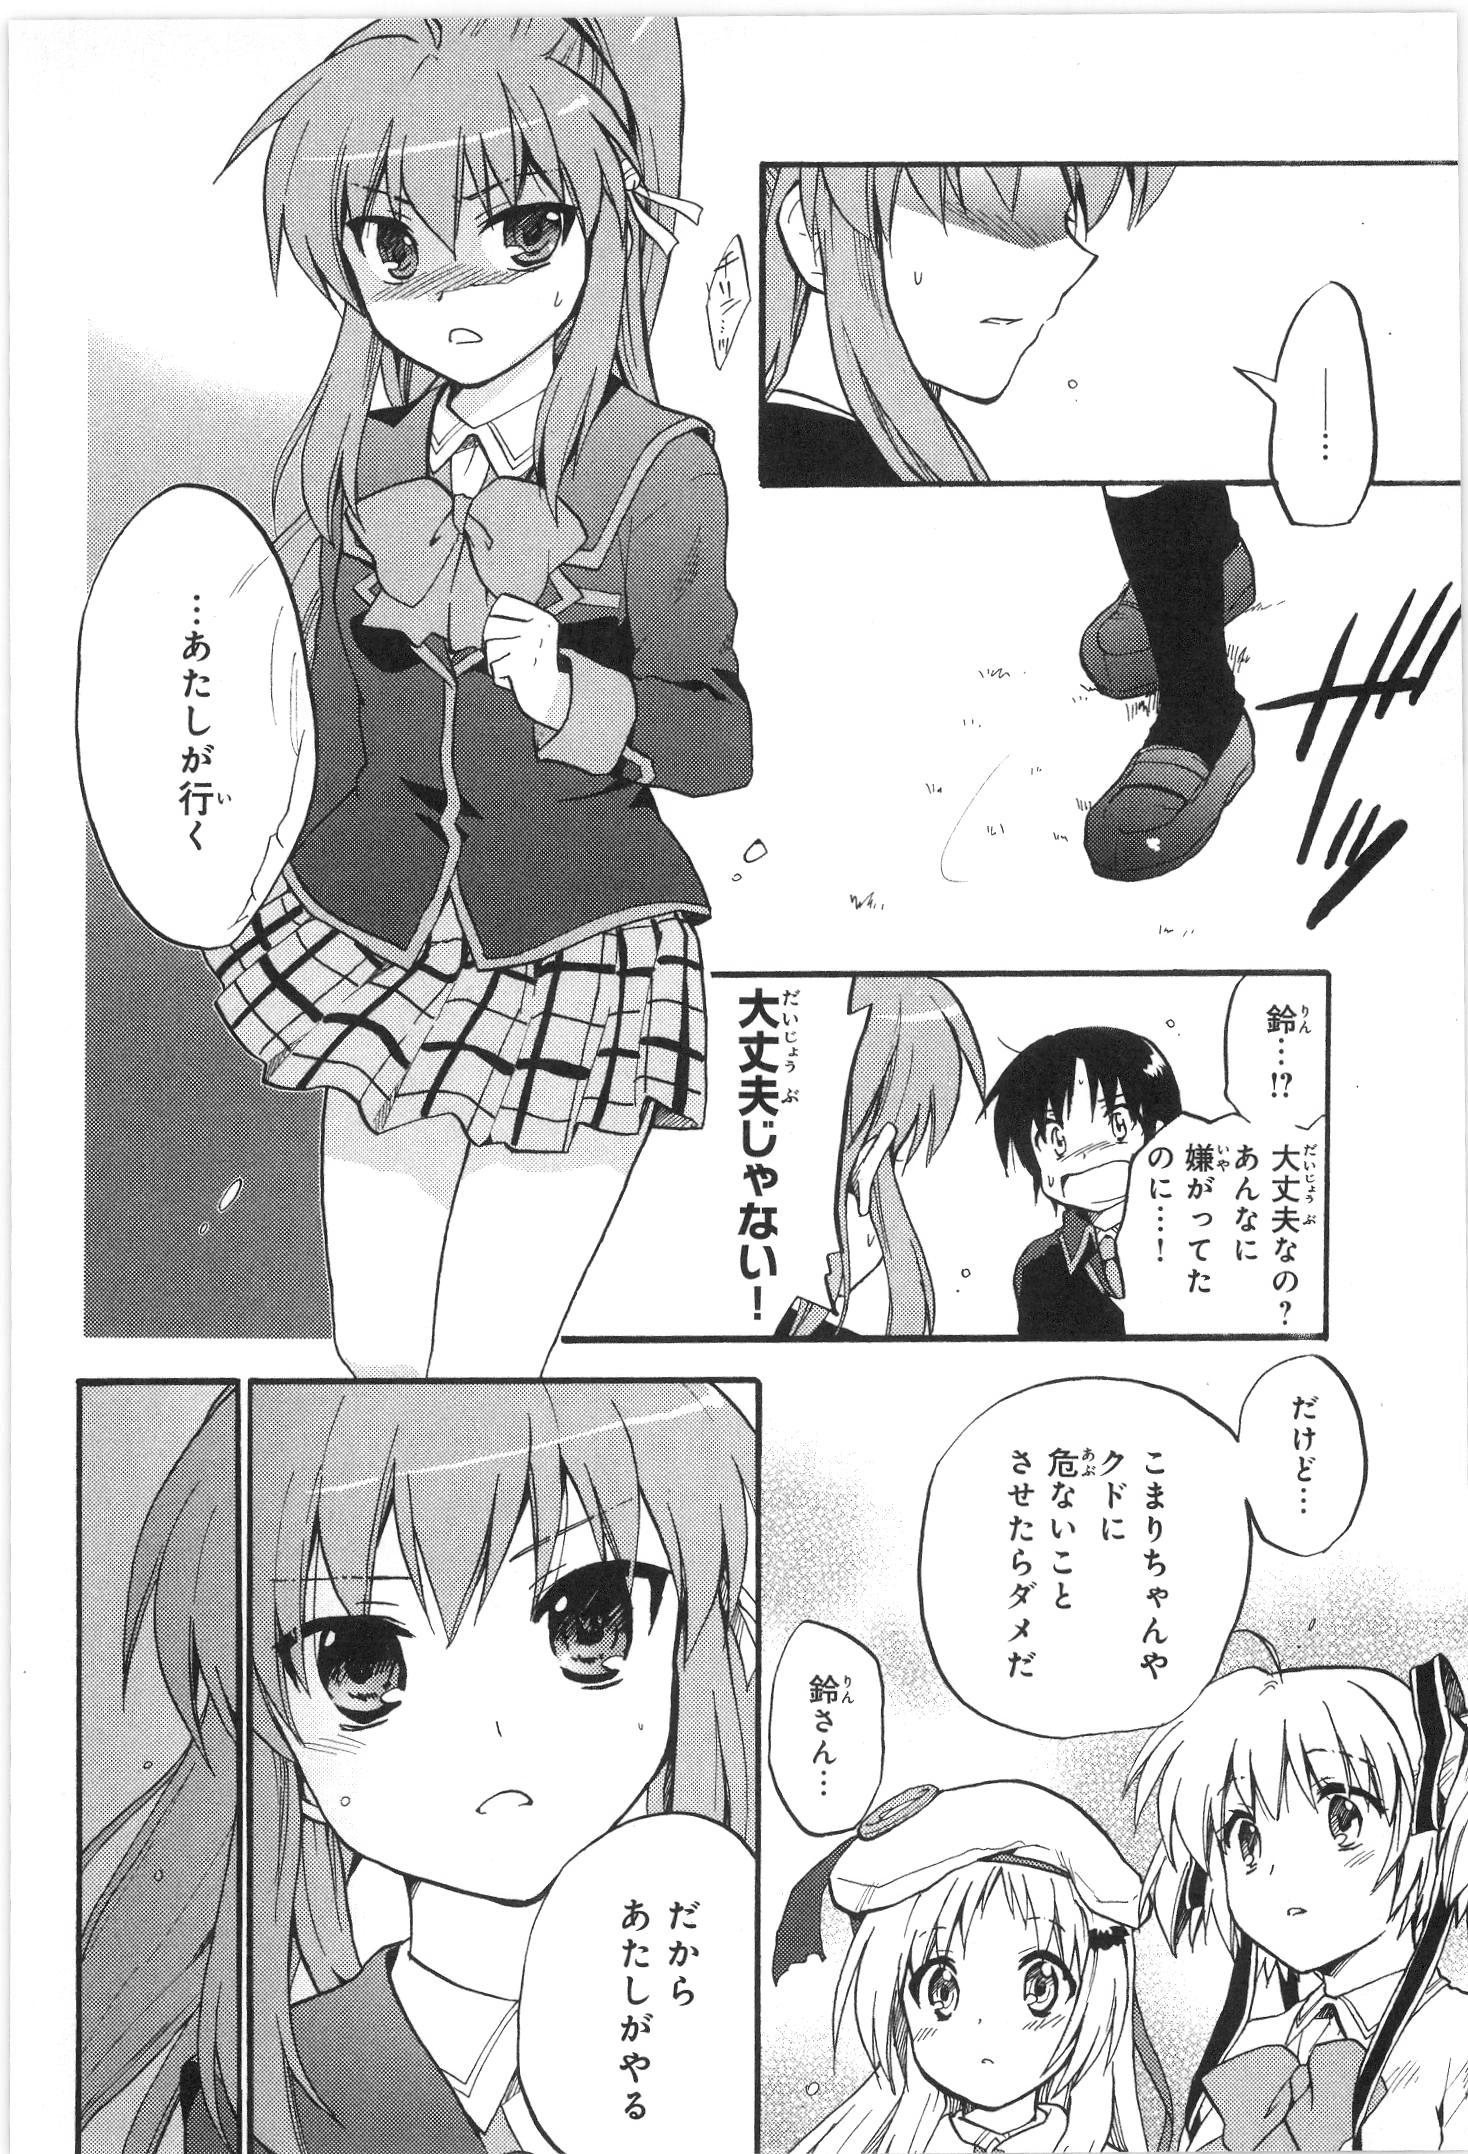 ―…
ザッ
チリ…ッ
…あたしが行く
鈴…!?
大丈夫なの?
あんなに
嫌がってた
のに…!
大丈夫じゃない!
だけど…
こまりちゃんや
クドに
危ないこと
させたらダメだ
鈴さん…
だから
あたしがやる